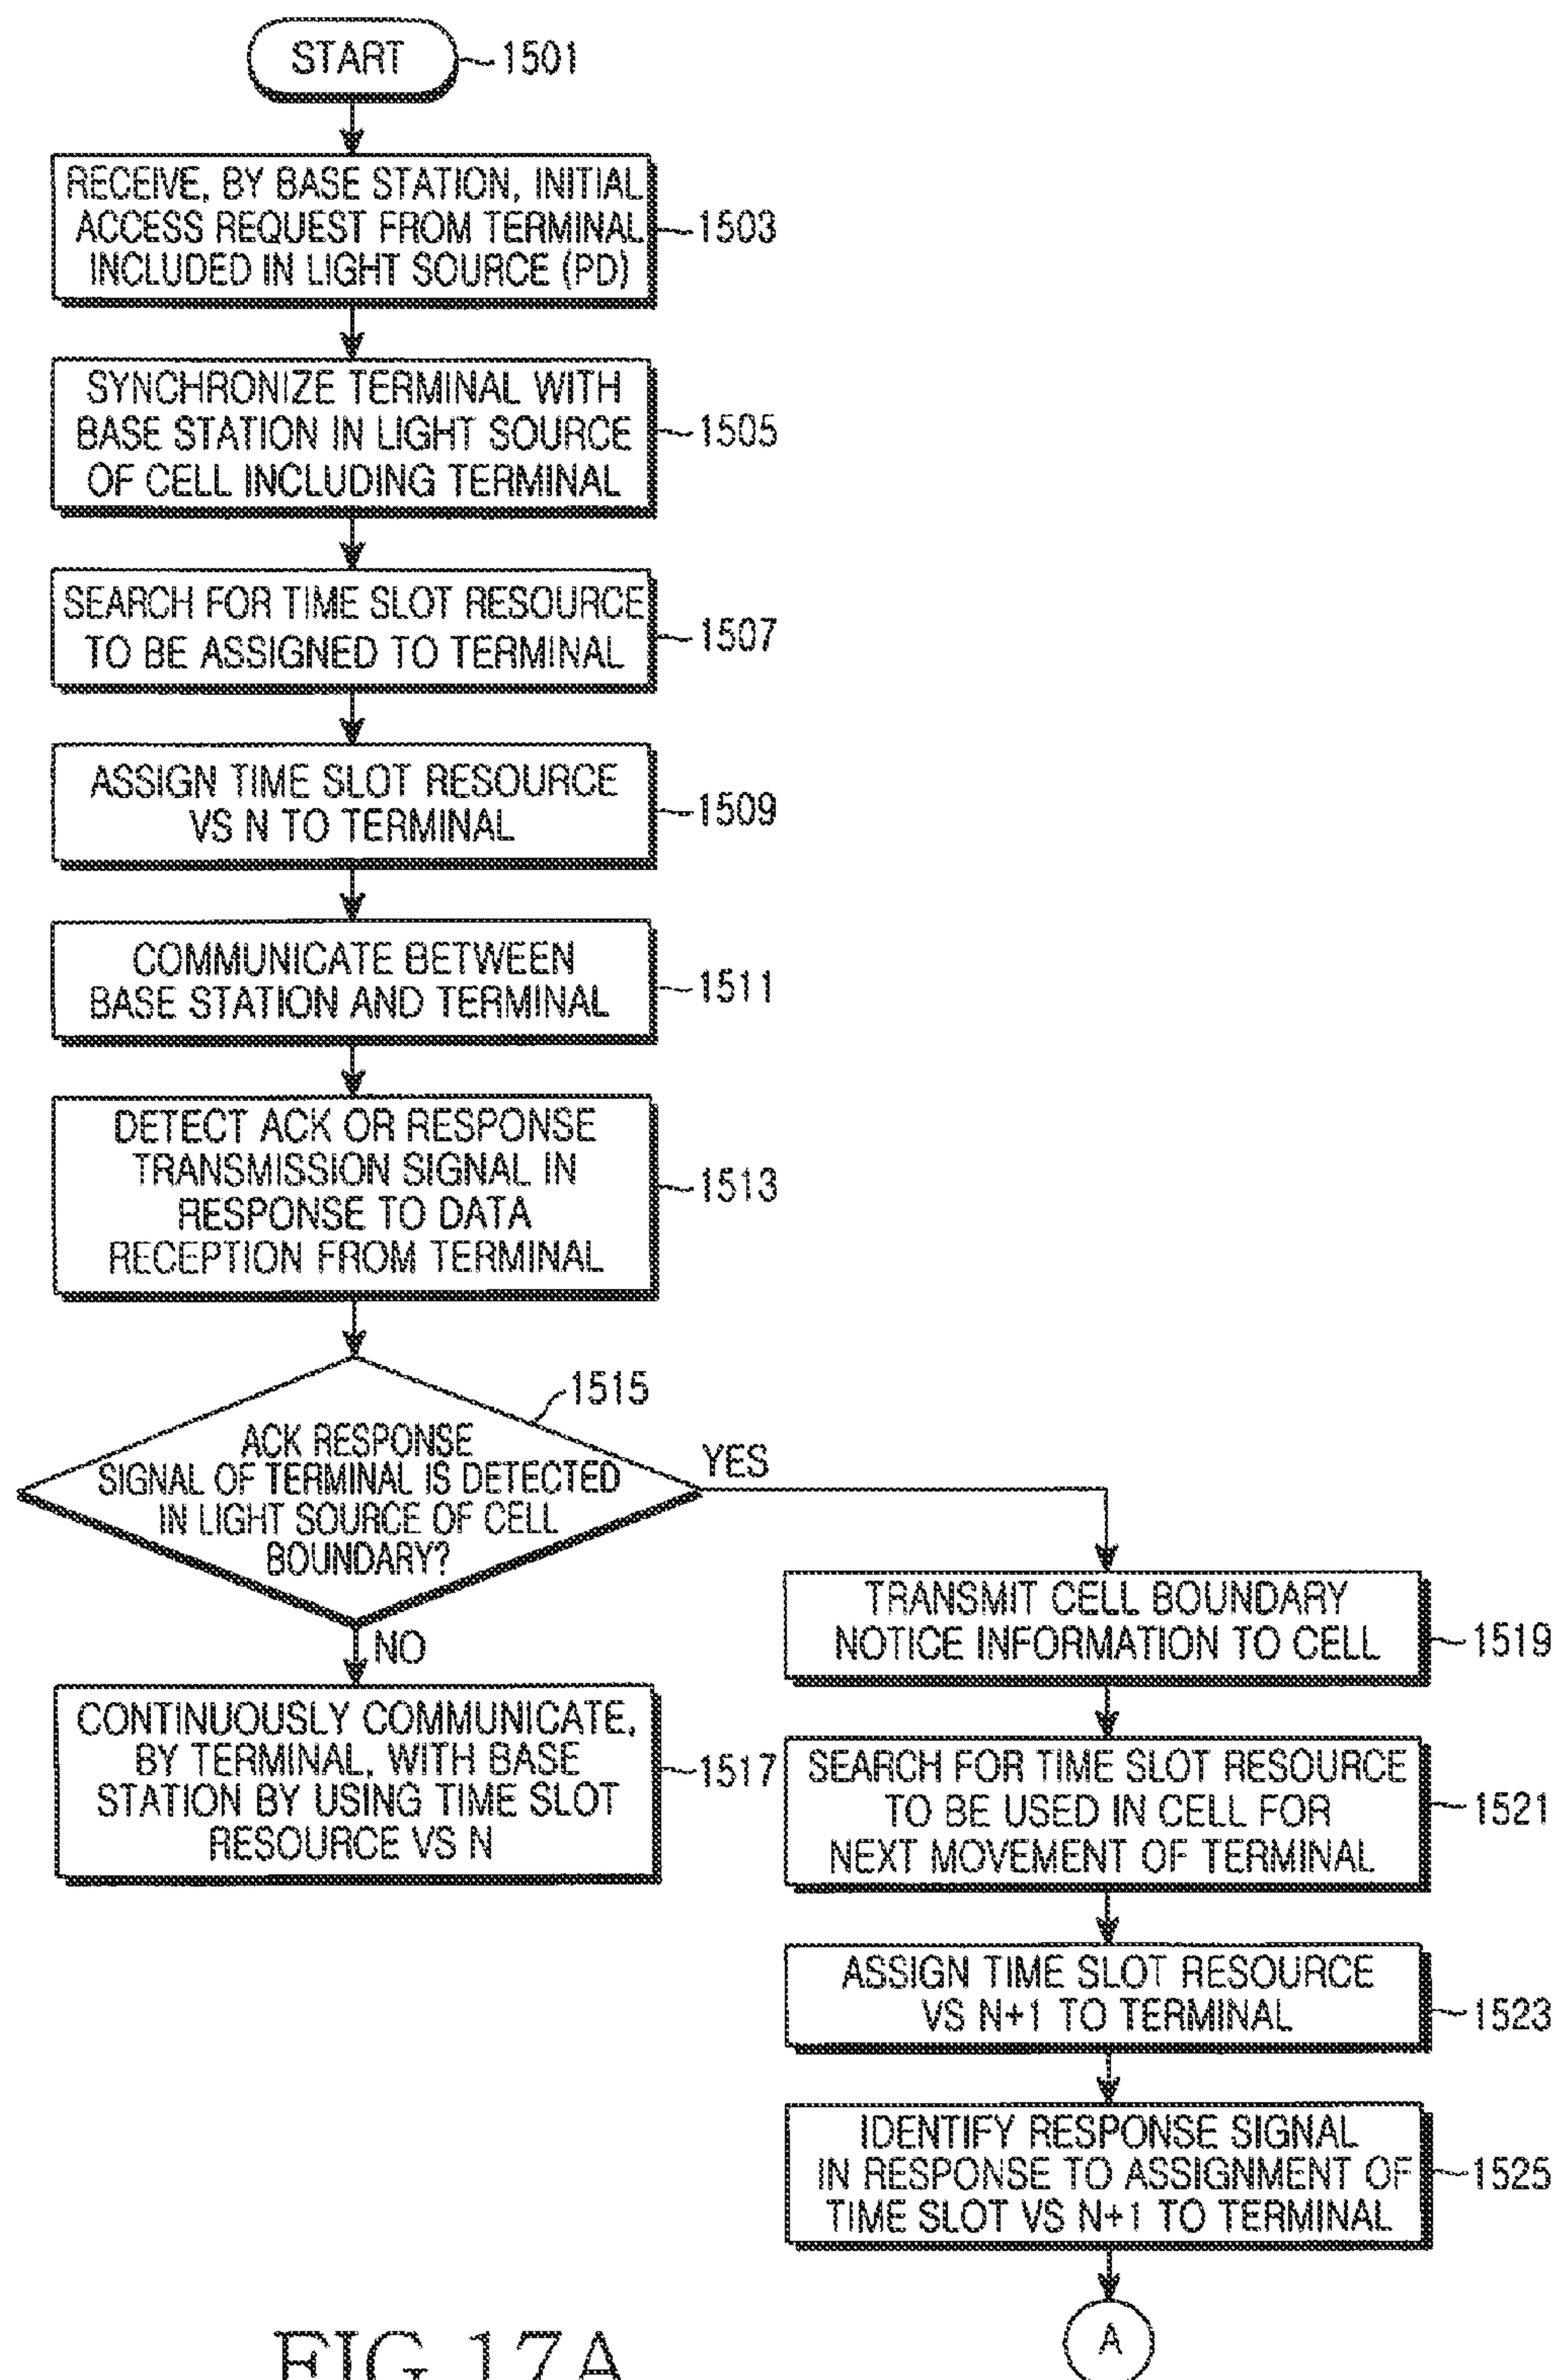 START
1501
RECEIVE, BY BASE STATION, INITIAL
ACCESS REQUEST FROM TERMINAL
INCLUDED IN LIGHT SOURCE (PD)
1503
SYNCHRONIZE TERMINAL WITH
BASE STATION IN LIGHT SOURCE
OF CELL INCLUDING TERMINAL
1505
SEARCH FOR TIME SLOT RESOURCE
TO BE ASSIGNED TO TERMINAL
1507
ASSIGN TIME SLOT RESOURCE
VS N TO TERMINAL
1509
COMMUNICATE BETWEEN
BASE STATION AND TERMINAL
1511
DETECT ACK OR RESPONSE
TRANSMISSION SIGNAL IN
RESPONSE TO DATA
RECEPTION FROM TERMINAL
1513
1515
ACK RESPONSE
SIGNAL OF TERMINAL IS DETECTED
IN LIGHT SOURCE OF CELL
BOUNDARY?
YES
NO
CONTINUOUSLY COMMUNICATE,
BY TERMINAL, WITH BASE
STATION BY USING TIME SLOT
RESOURCE VS N
1517
TRANSMIT CELL BOUNDARY
NOTICE INFORMATION TO CELL
1519
SEARCH FOR TIME SLOT RESOURCE
TO BE USED IN CELL FOR
NEXT MOVEMENT OF TERMINAL
1521
ASSIGN TIME SLOT RESOURCE
VS N+1 TO TERMINAL
1523
IDENTIFY RESPONSE SIGNAL
IN RESPONSE TO ASSIGNMENT OF
TIME SLOT VS N+1 TO TERMINAL
1525
A
FIG.17A